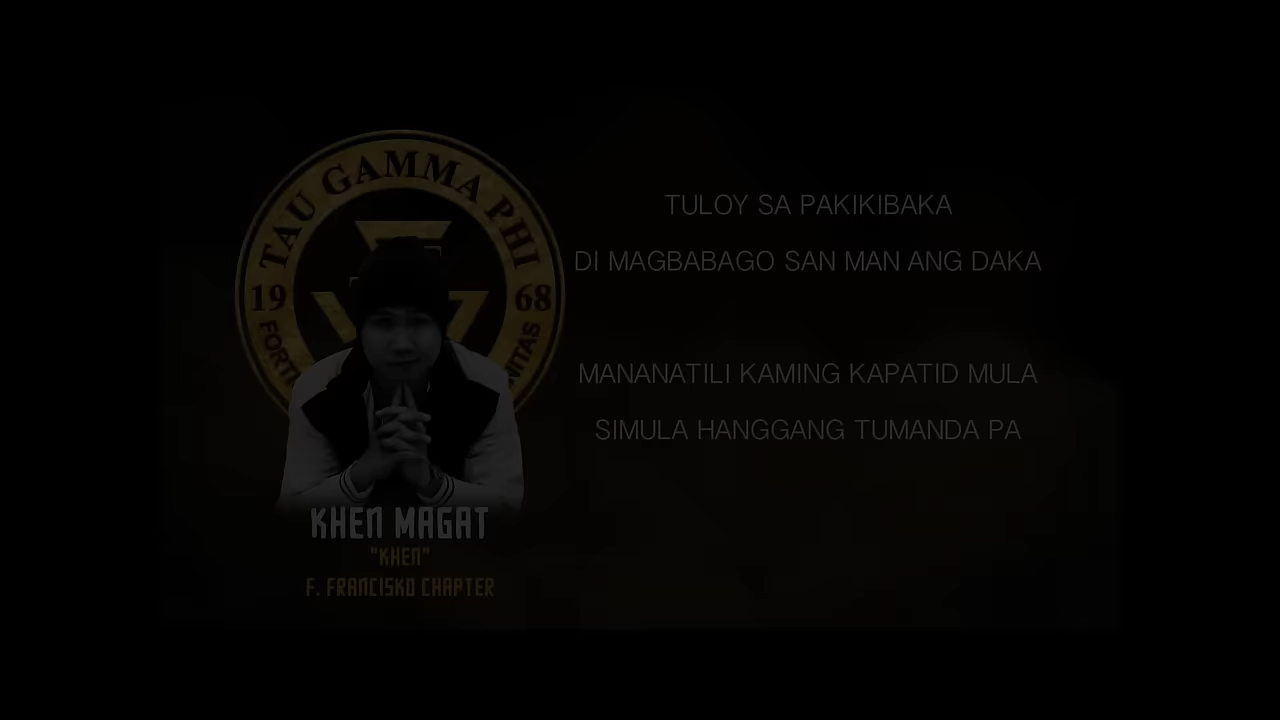 TAU GAMMA PHI
19 68
TULOY SA PAKIKIBAKA
DI MAGBABAGO SAN MAN ANG DAKA
MANANATILI KAMING KAPATID MULA
SIMULA HANGGANG TUMANDA PA
KHEN MAGAT
"KHEN"
F. FRANCISKO CHAPTER